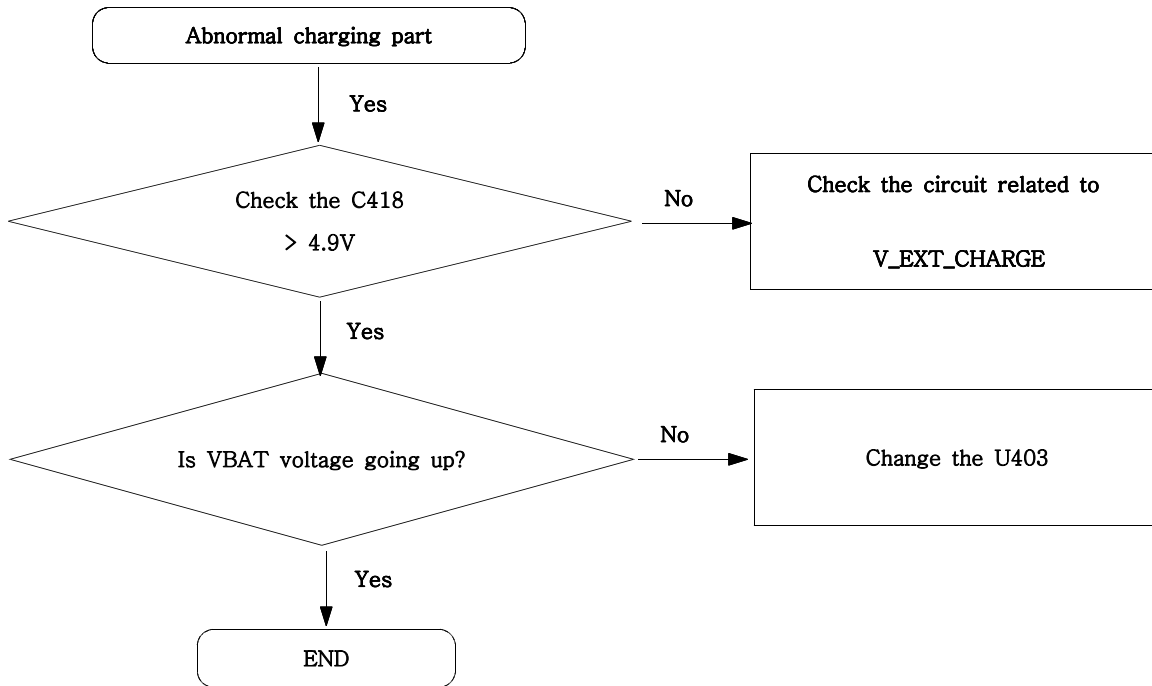 Abnormal charging part
Yes
Check the C418
> 4.9V
No
Check the circuit related to
V_EXT_CHARGE
Yes
Is VBAT voltage going up?
No
Change the U403
Yes
END